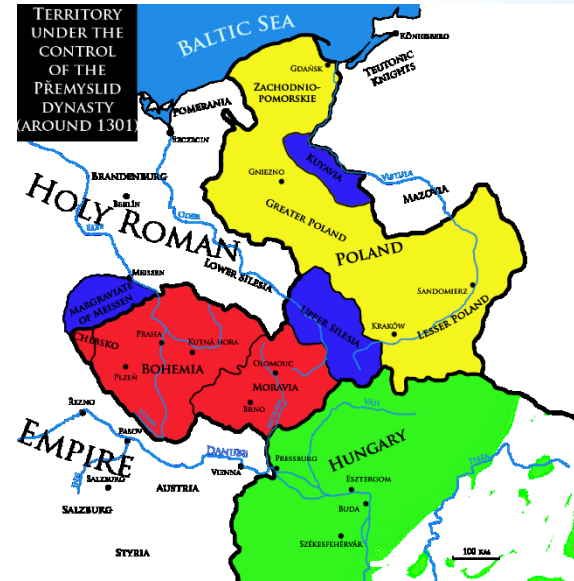 TERRITORY
UNDER THE
CONTROL
OF THE
PŘEMYSLID
DYNASTY
(AROUND 1301)
BALTIC SEA
KÖNIGSBERG
GDAŃSK
TEUTONIC
KNIGHTS
ZACHODNIO-
POMORSKIE
POMERANIA
SZCZECIN
KUYAVIA
VISTULA
GNIEZNO
MAZOVIA
BRANDENBURG
BERLÍN
HOLY ROMAN
ODER
GREATER POLAND
ELBE
POLAND
LOWER SILESIA
MEISSEN
MARGRAVIATE
OF MEISSEN
UPPER SILESIA
SANDOMIERZ
LESSER POLAND
KRAKÓW
CHEBSKO
PRAHA
KUTNÁ HORA
PLZEŇ
BOHEMIA
OLOMOUC
MORAVIA
BRNO
ŘEZNO
PASOV
EMPIRE
DANUBE
VÁH
HUNGARY
TISZA
PRESSBURG
VIENNA
ESZTERGOM
SALZBURG
AUSTRIA
BUDA
SALZBURG
SZÉKESFEHÉRVÁR
STYRIA
100 KM